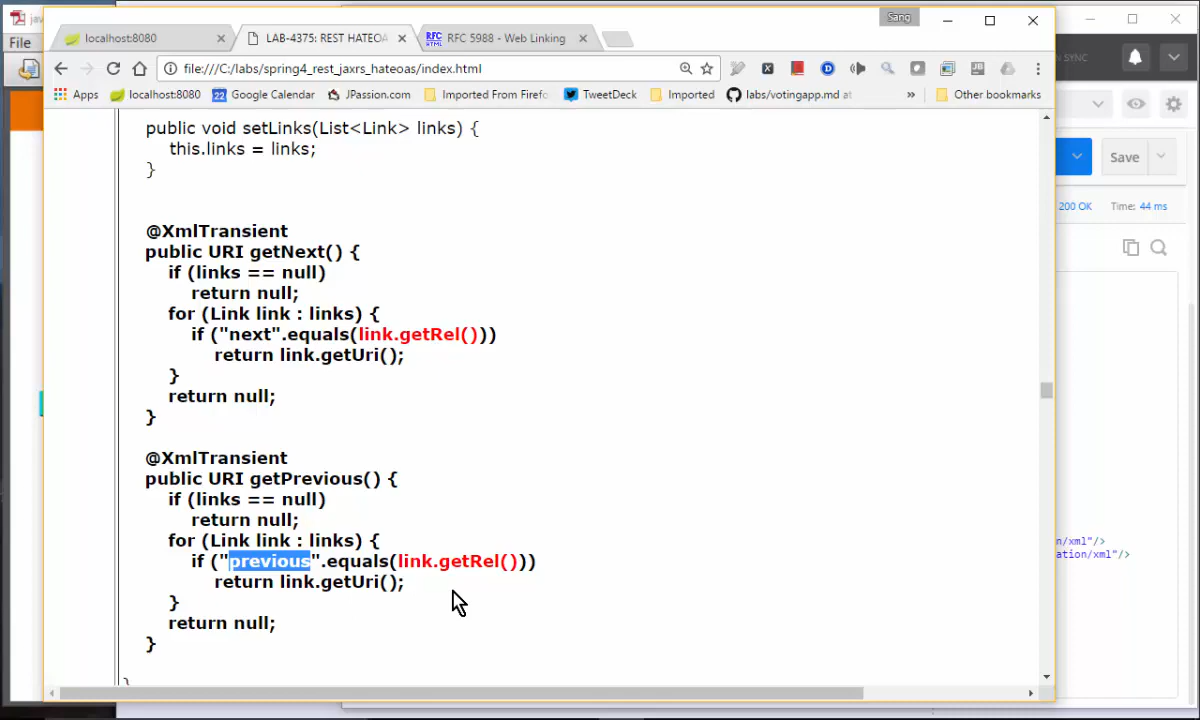 jav
Sang
localhost:8080
LAB-4375: REST HATEOA
RFC HTML
RFC 5988 - Web Linking
File
file:///C:/labs/spring4_rest_jaxrs_hateoas/index.html
SYNC
Apps
localhost:8080
22
Google Calendar
JPassion.com
Imported From Firefo
TweetDeck
Imported
labs/votingapp.md at
»
Other bookmarks
public void setLinks(List<Link> links) {
this.links = links;
}
@XmlTransient
public URI getNext() {
if (links == null)
return null;
for (Link link : links) {
if ("next".equals(link.getRel()))
return link.getUri();
}
return null;
}
@XmlTransient
public URI getPrevious() {
if (links == null)
return null;
for (Link link : links) {
if ("previous".equals(link.getRel()))
return link.getUri();
}
return null;
}
}
Save
200 OK
Time: 44 ms
n/xml"/>
ation/xml"/>